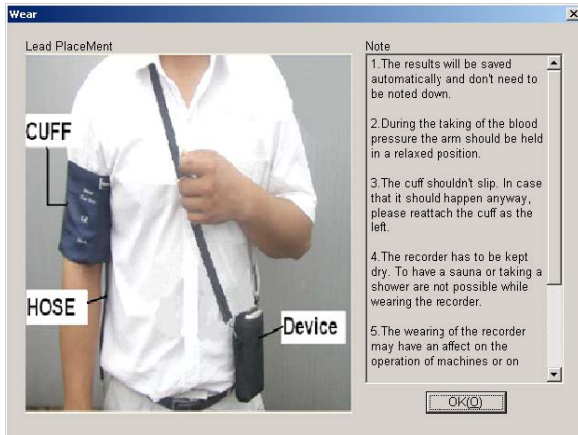 Wear
Lead PlaceMent
CUFF
HOSE
Device
Note
1.The results will be saved
automatically and don't need to
be noted down.
2.During the taking of the blood
pressure the arm should be held
in a relaxed position.
3.The cuff shouldn't slip. In case
that it should happen anyway,
please reattach the cuff as the
left.
4.The recorder has to be kept
dry. To have a sauna or taking a
shower are not possible while
wearing the recorder.
5.The wearing of the recorder
may have an affect on the
operation of machines or on
OK(O)